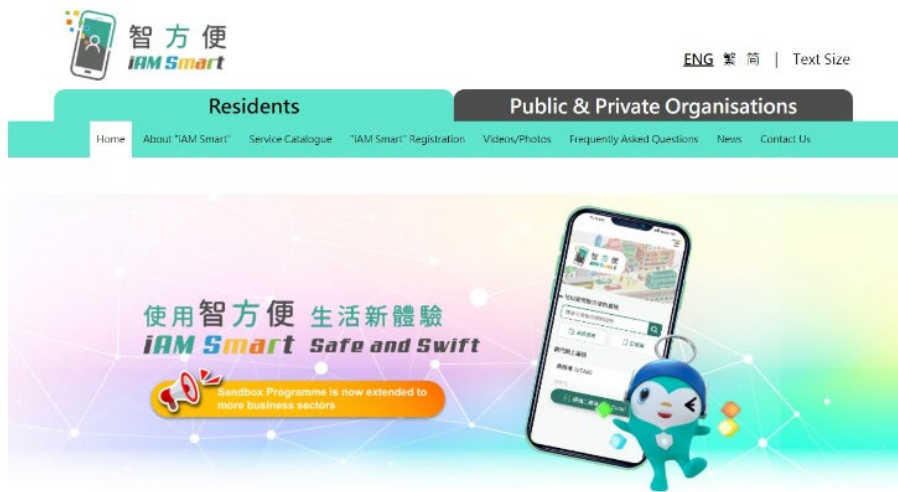 智方便
iAM Smart
ENG 繁 简 | Text Size
Residents
Public & Private Organisations
Home About "iAM Smart" Service Catalogue "iAM Smart" Registration Videos/Photos Frequently Asked Questions News Contact Us
使用智方便 生活新體驗
iAM Smart Safe and Swift
Sandbox Programme is now extended to
more business sectors
智方便